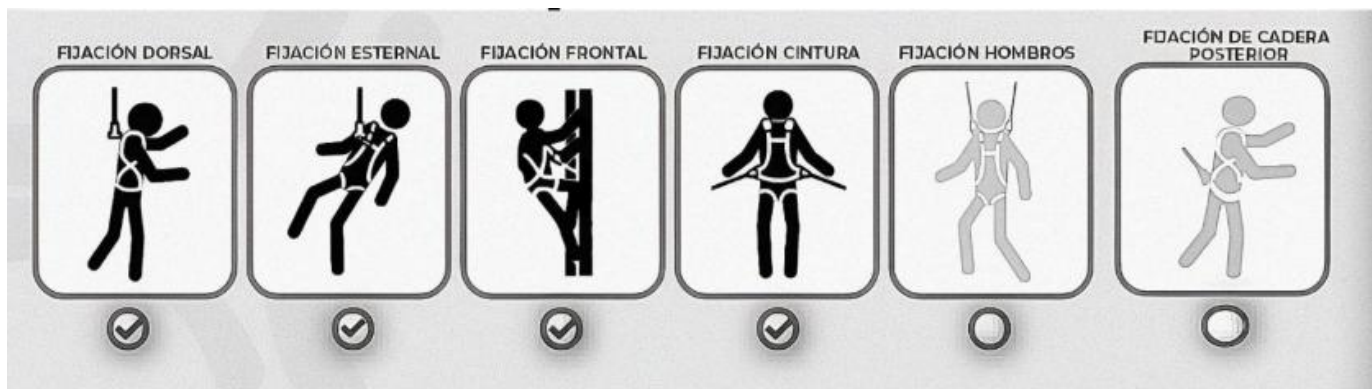 FIJACIÓN DORSAL
FIJACIÓN ESTERNAL
FIJACIÓN FRONTAL
FIJACIÓN CINTURA
FIJACIÓN HOMBROS
FIJACIÓN DE CADERA
POSTERIOR